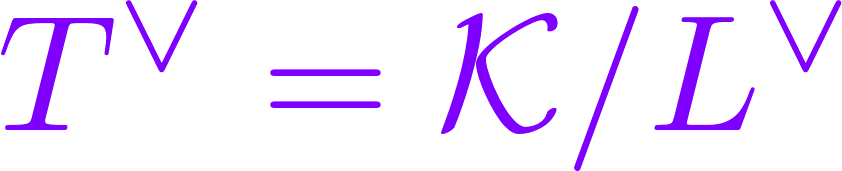 T^∨ = 𝒦/L^∨